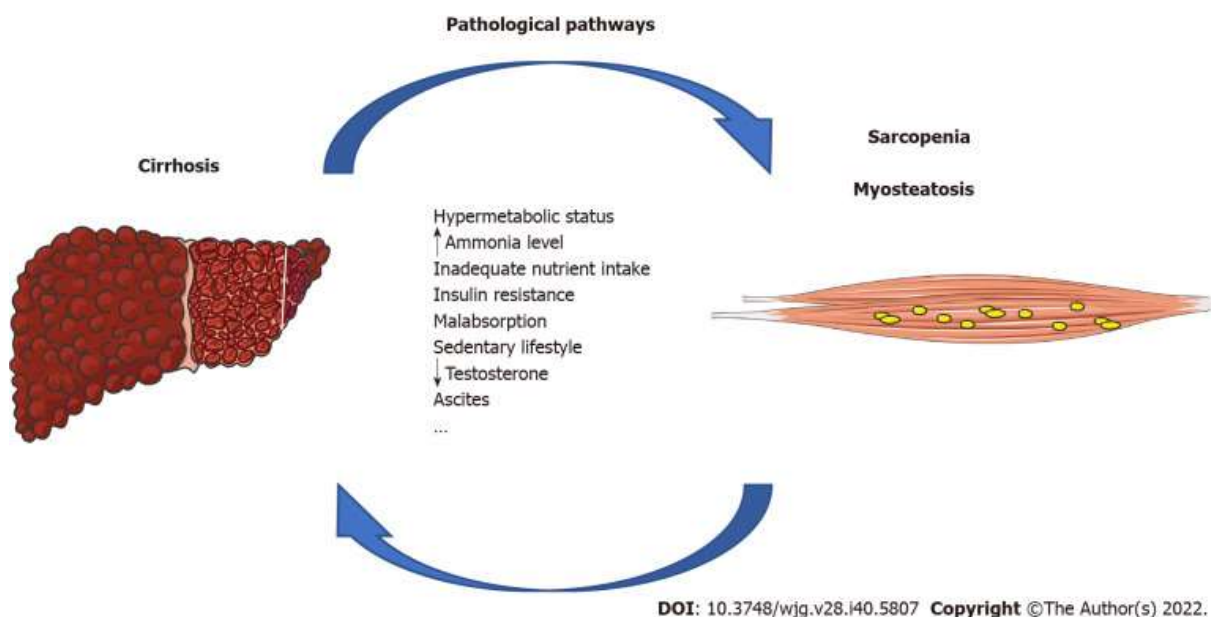 Pathological pathways
Cirrhosis
Sarcopenia
Myosteatosis
Hypermetabolic status
↑ Ammonia level
Inadequate nutrient intake
Insulin resistance
Malabsorption
Sedentary lifestyle
↓ Testosterone
Ascites
...
DOI: 10.3748/wjg.v28.i40.5807 Copyright ©The Author(s) 2022.